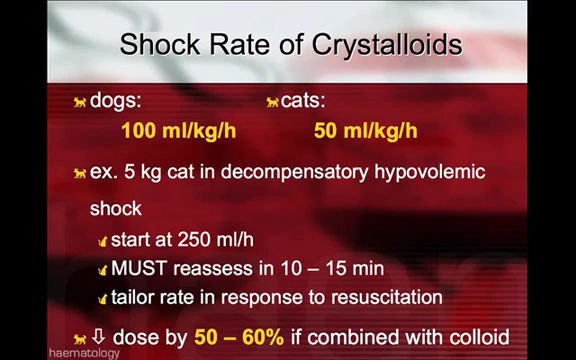 Shock Rate of Crystalloids
dogs: cats:
100 ml/kg/h 50 ml/kg/h
ex. 5 kg cat in decompensatory hypovolemic
shock
start at 250 ml/h
MUST reassess in 10 – 15 min
tailor rate in response to resuscitation
⇩ dose by 50 – 60% if combined with colloid
haematology